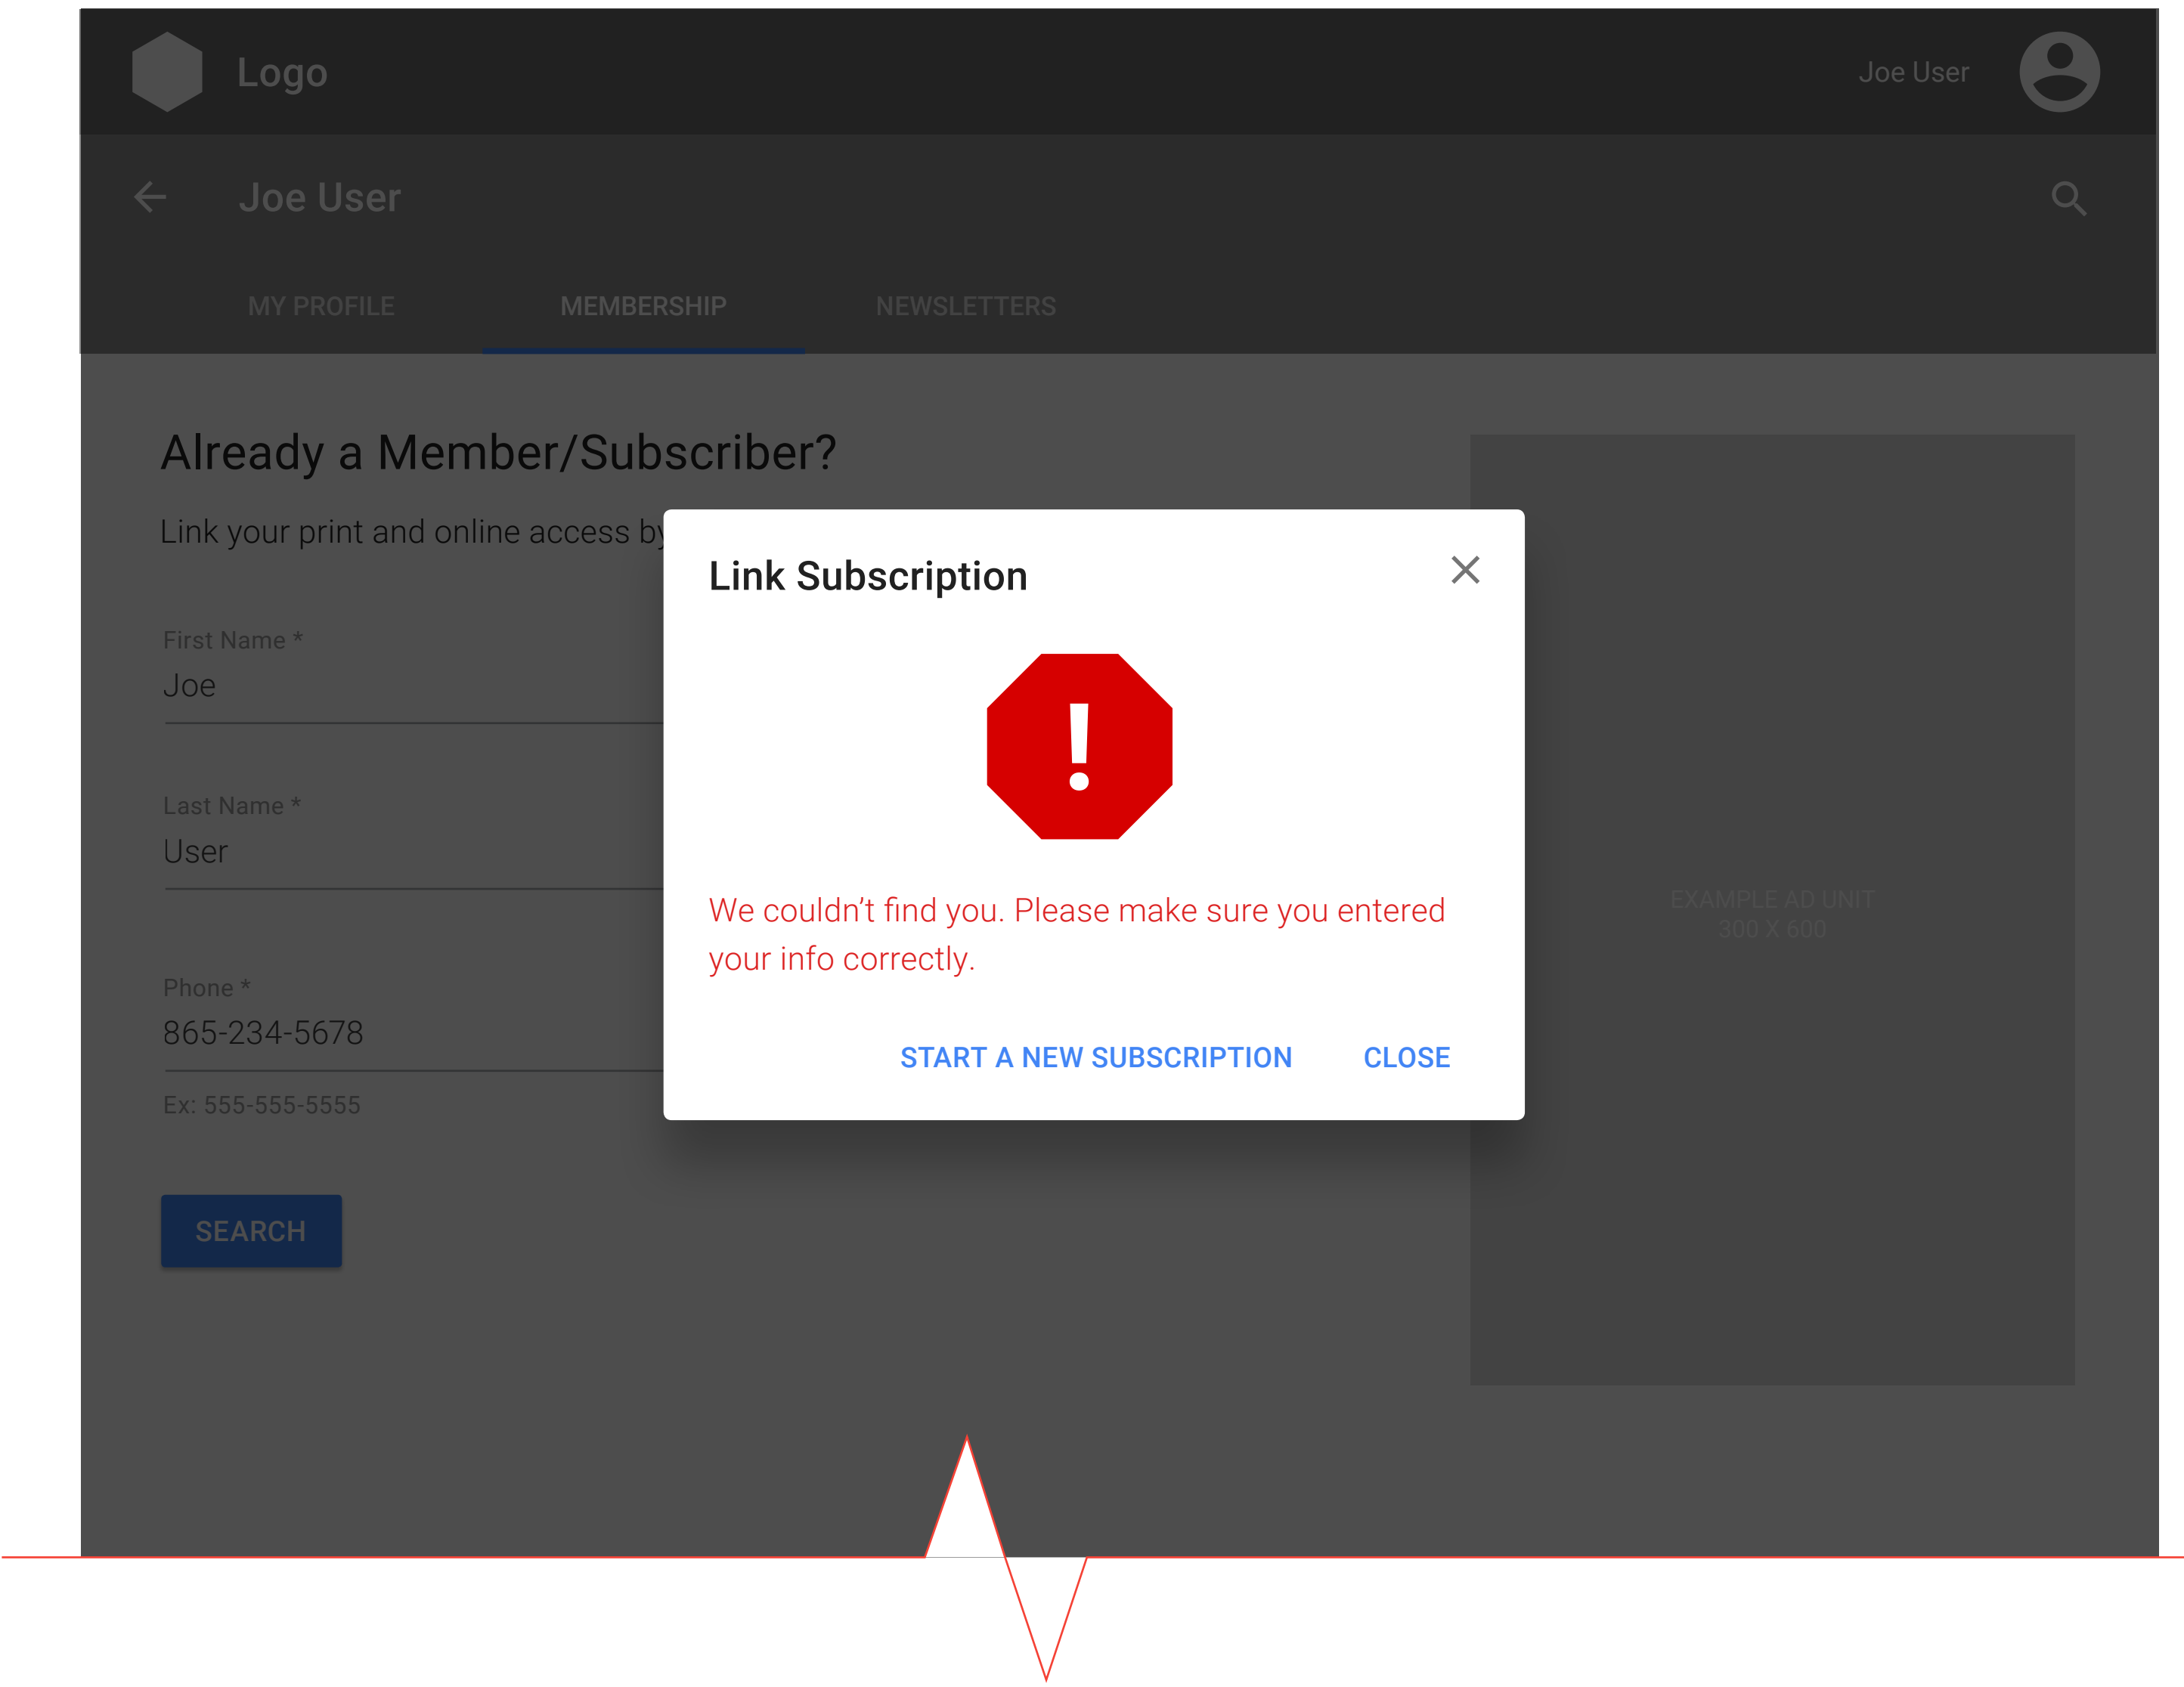 Logo
Joe User
Joe User
MY PROFILE
MEMBERSHIP
NEWSLETTERS
Already a Member/Subscriber?
Link your print and online access by
First Name *
Joe
Last Name *
User
Phone *
865-234-5678
Ex: 555-555-5555
SEARCH
Link Subscription
!
We couldn’t find you. Please make sure you entered
your info correctly.
START A NEW SUBSCRIPTION
CLOSE
EXAMPLE AD UNIT
300 X 600